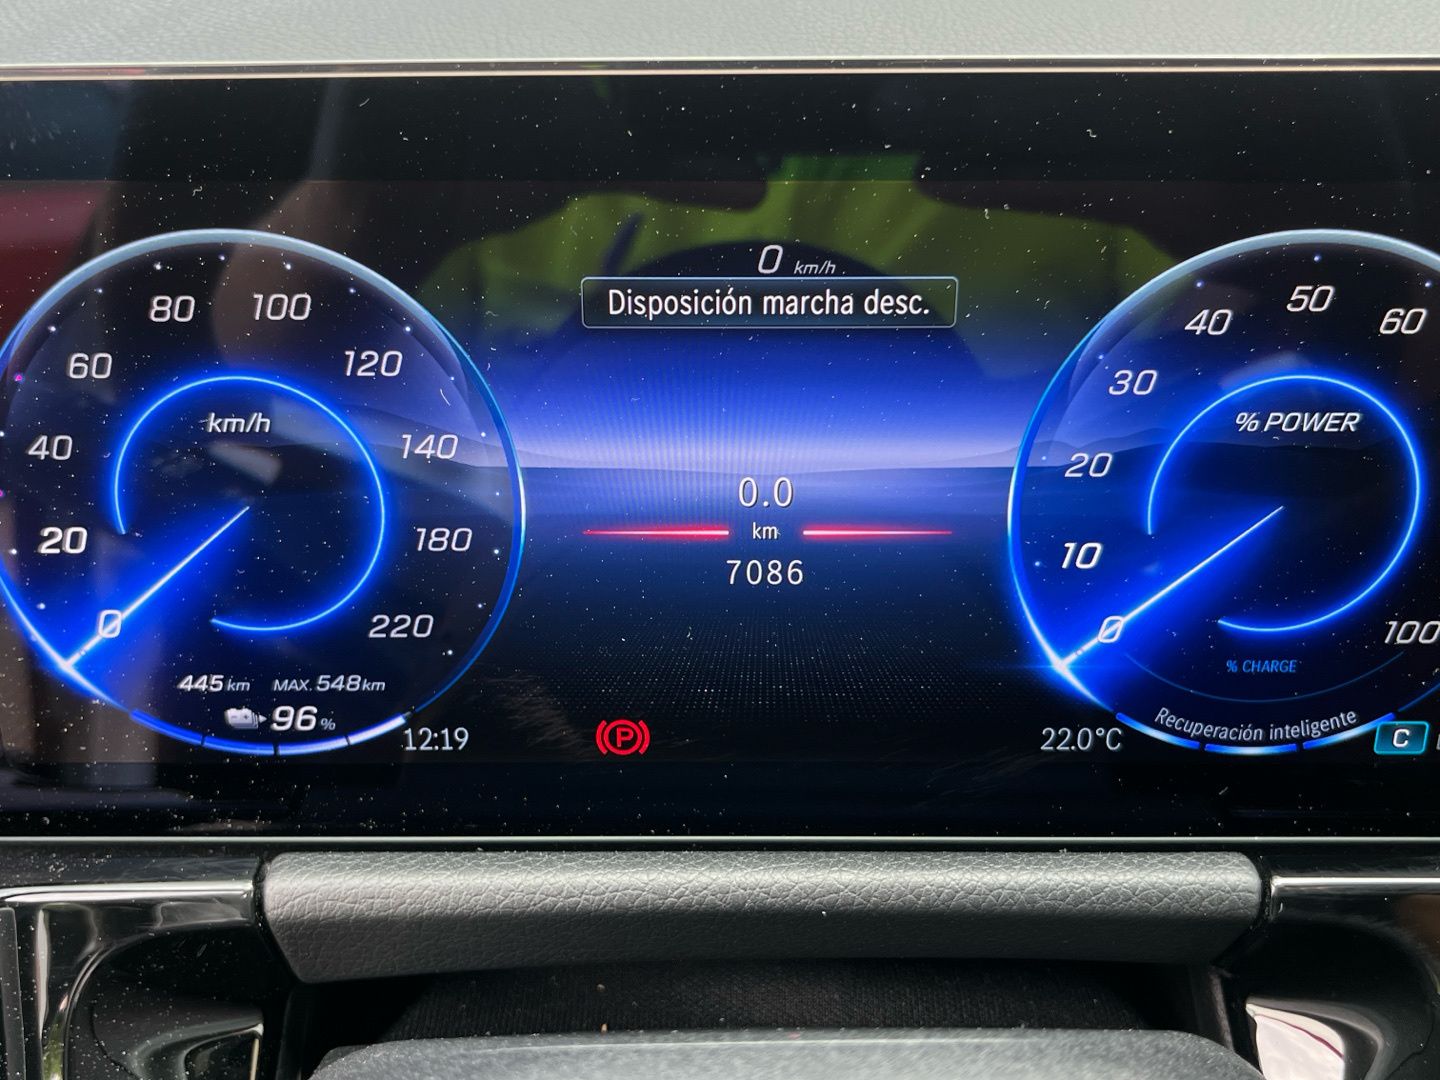 0 km/h
Disposición marcha desc.
0.0
km
7086
km/h
0
20
40
60
80
100
120
140
180
220
445 km MAX. 548 km
96 %
12:19
P
22.0°C
% POWER
0
10
20
30
40
50
60
100
% CHARGE
Recuperación inteligente
C